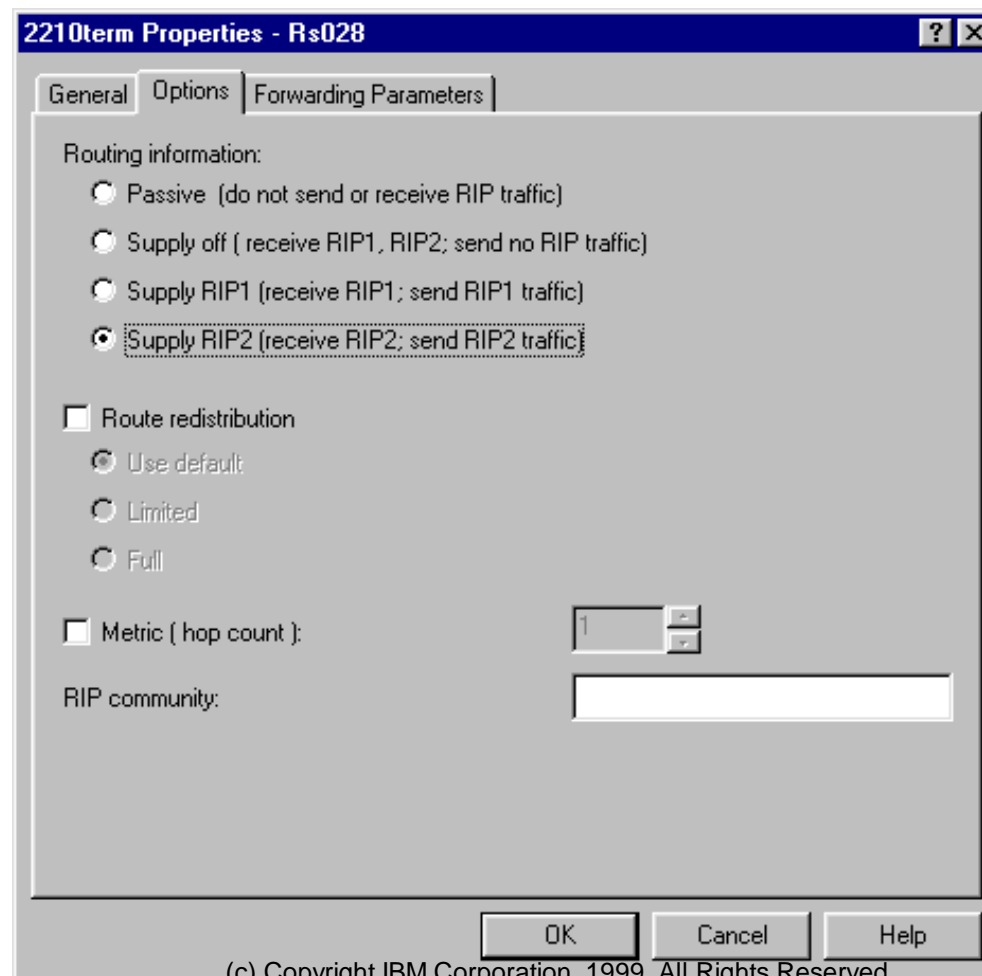 2210term Properties - Rs028
General Options Forwarding Parameters
Routing information:
Passive (do not send or receive RIP traffic)
Supply off ( receive RIP1, RIP2; send no RIP traffic)
Supply RIP1 (receive RIP1; send RIP1 traffic)
Supply RIP2 (receive RIP2; send RIP2 traffic)
Route redistribution
Use default
Limited
Full
Metric ( hop count ): 1
RIP community:
OK Cancel Help
(c) Copyright IBM Corporation, 1999. All Rights Reserved